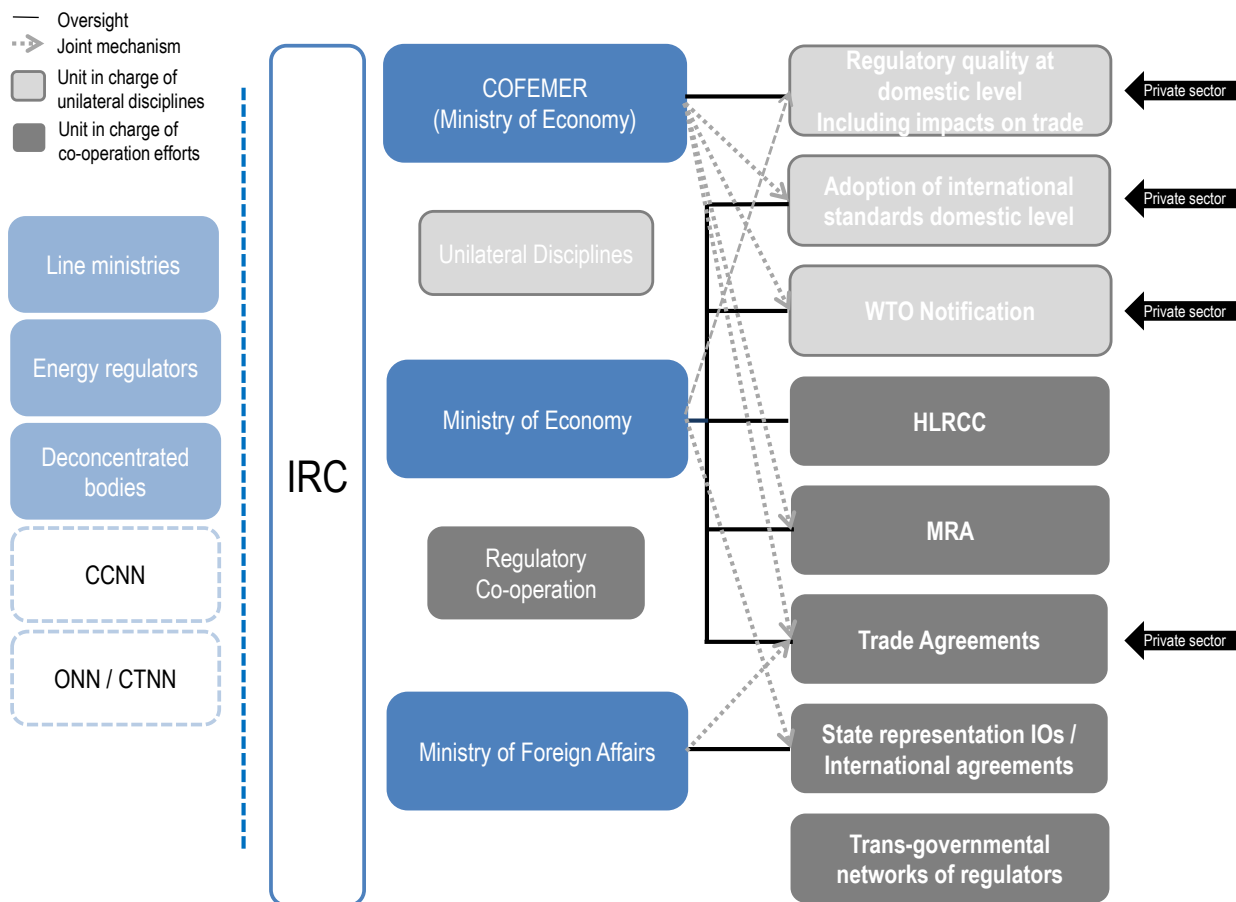 Oversight
Joint mechanism
Unit in charge of
unilateral disciplines
Unit in charge of
co-operation efforts
Line ministries
Energy regulators
Deconcentrated
bodies
CCNN
ONN / CTNN
IRC
COFEMER
(Ministry of Economy)
Unilateral Disciplines
Ministry of Economy
Regulatory
Co-operation
Ministry of Foreign Affairs
Regulatory quality at
domestic level
Including impacts on trade
Adoption of international
standards domestic level
WTO Notification
HLRCC
MRA
Trade Agreements
State representation IOs /
International agreements
Trans-governmental
networks of regulators
Private sector
Private sector
Private sector
Private sector